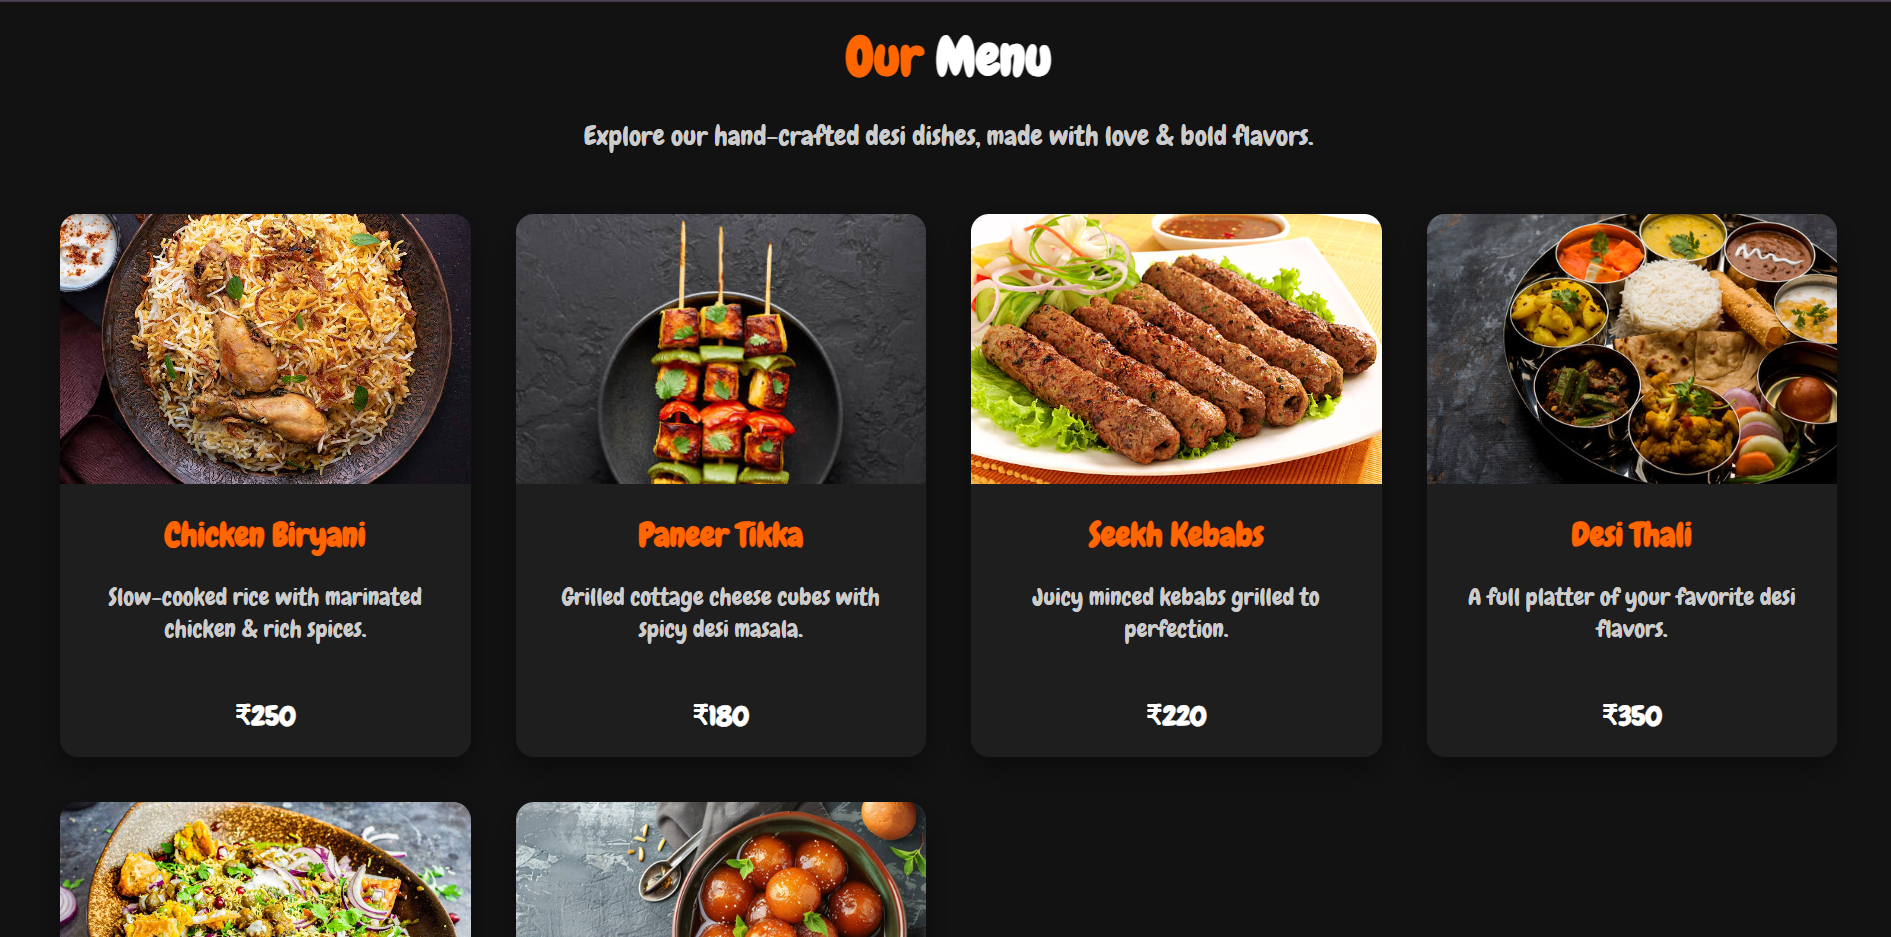 Our Menu
Explore our hand-crafted desi dishes, made with love & bold flavors.
Chicken Biryani
Slow-cooked rice with marinated
chicken & rich spices.
₹250
Paneer Tikka
Grilled cottage cheese cubes with
spicy desi masala.
₹180
Seekh Kebabs
Juicy minced kebabs grilled to
perfection.
₹220
Desi Thali
A full platter of your favorite desi
flavors.
₹350